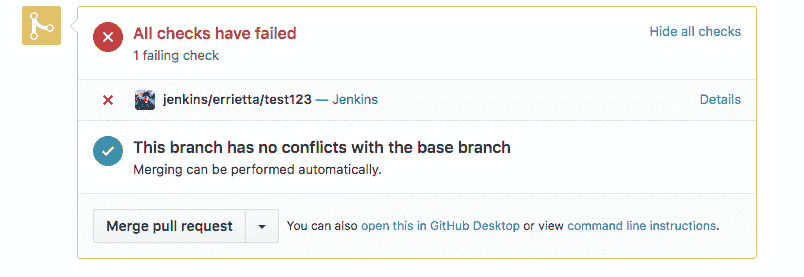 All checks have failed
Hide all checks
1 failing check
jenkins/errietta/test123 — Jenkins
Details
This branch has no conflicts with the base branch
Merging can be performed automatically.
Merge pull request
You can also open this in GitHub Desktop or view command line instructions.